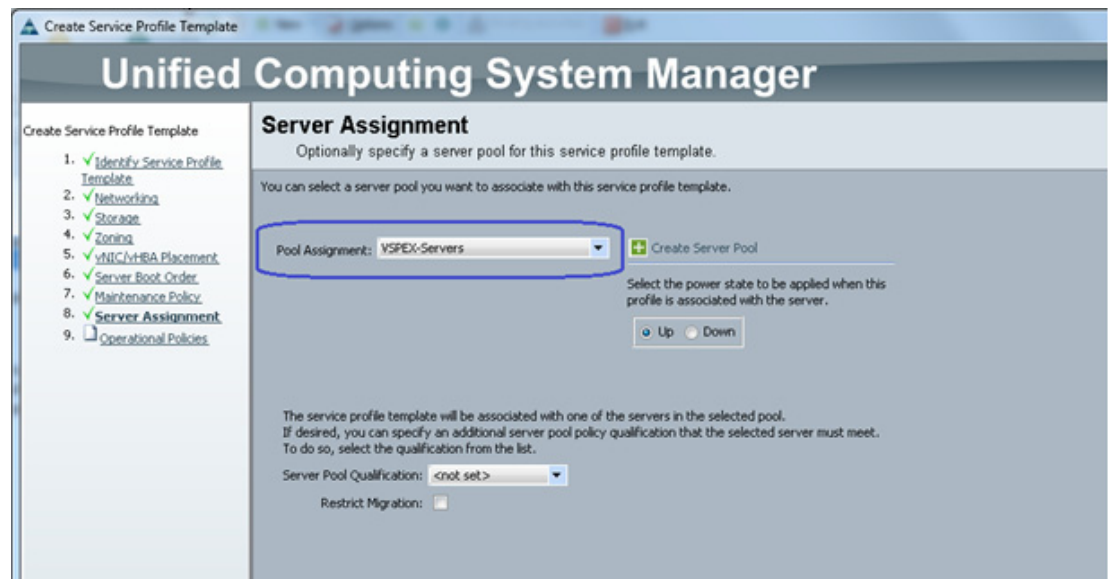 Create Service Profile Template
Unified Computing System Manager
Create Service Profile Template
1. Identify Service Profile
Template
2. Networking
3. Storage
4. Zoning
5. vNIC/vHBA Placement
6. Server Boot Order
7. Maintenance Policy
8. Server Assignment
9. Operational Policies
Server Assignment
Optionally specify a server pool for this service profile template.
You can select a server pool you want to associate with this service profile template.
Pool Assignment: VSPEX-Servers
Create Server Pool
Select the power state to be applied when this
profile is associated with the server.
Up Down
The service profile template will be associated with one of the servers in the selected pool.
If desired, you can specify an additional server pool policy qualification that the selected server must meet.
To do so, select the qualification from the list.
Server Pool Qualification: <not set>
Restrict Migration: